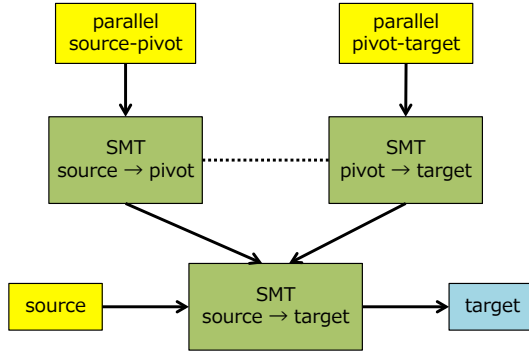 parallel
source-pivot
parallel
pivot-target
SMT
source → pivot
SMT
pivot → target
source
SMT
source → target
target